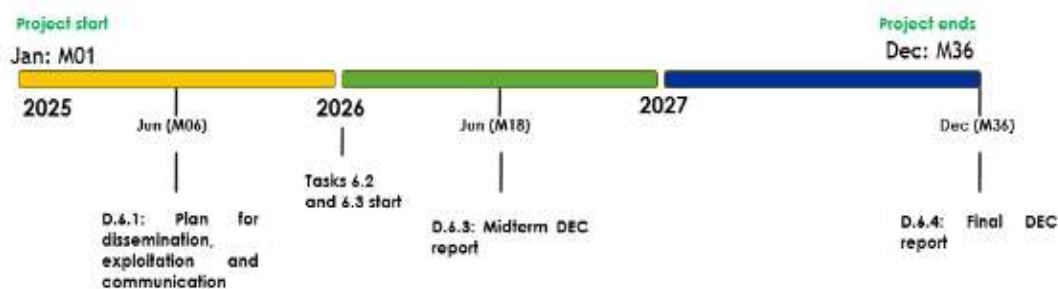 Project start
Project ends
Jan: M01
Dec: M36
2025
2026
2027
Jun (M06)
Jun (M18)
Dec (M36)
Tasks 6.2
and 6.3 start
D.6.1: Plan for
dissemination,
exploitation and
communication
D.6.3: Midterm DEC
report
D.6.4: Final DEC
report